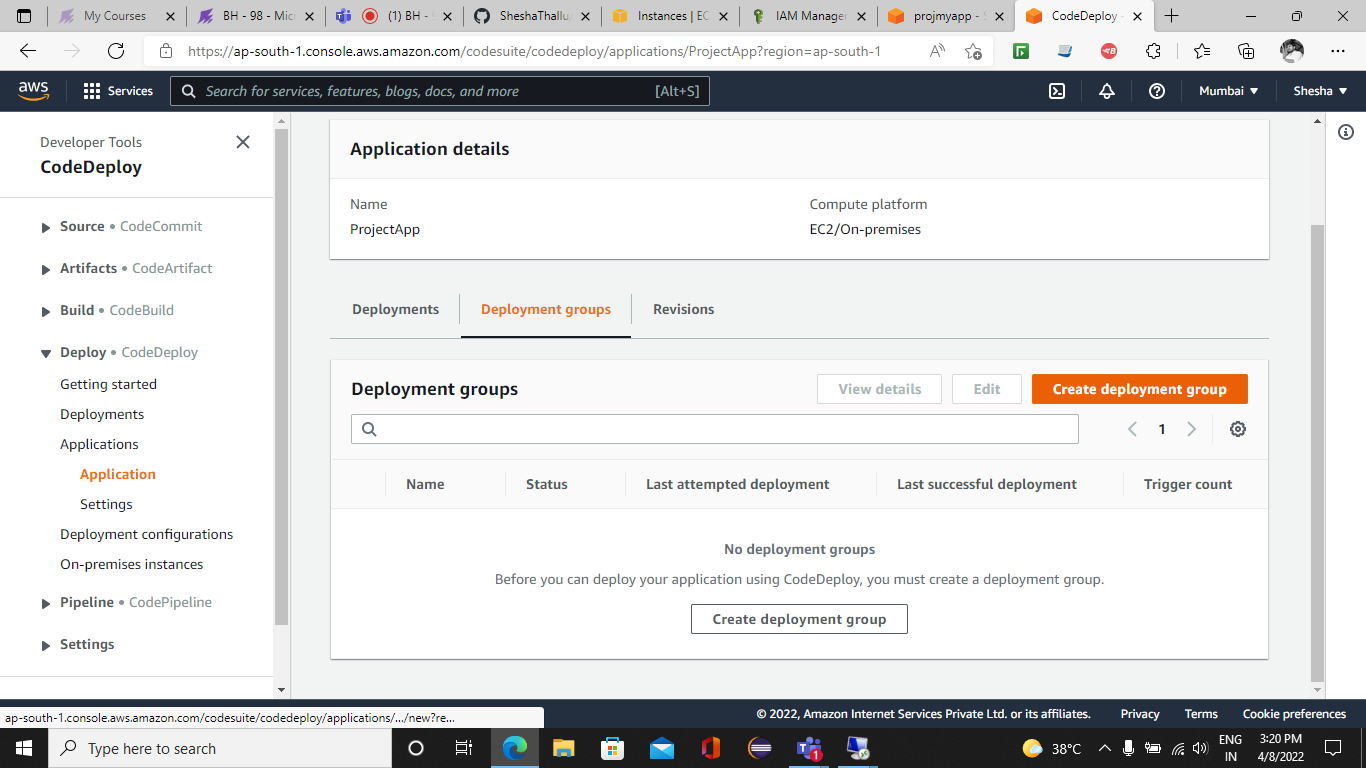 My Courses
BH - 98 - Mic
(1) BH -
SheshaThallu
Instances | EC
IAM Manager
projmyapp - S
CodeDeploy -
https://ap-south-1.console.aws.amazon.com/codesuite/codedeploy/applications/ProjectApp?region=ap-south-1
aws
Services
Search for services, features, blogs, docs, and more
[Alt+S]
Mumbai
Shesha
Developer Tools
CodeDeploy
Source • CodeCommit
Artifacts • CodeArtifact
Build • CodeBuild
Deploy • CodeDeploy
Getting started
Deployments
Applications
Application
Settings
Deployment configurations
On-premises instances
Pipeline • CodePipeline
Settings
Application details
Name
ProjectApp
Compute platform
EC2/On-premises
Deployments
Deployment groups
Revisions
Deployment groups
View details
Edit
Create deployment group
1
Name
Status
Last attempted deployment
Last successful deployment
Trigger count
No deployment groups
Before you can deploy your application using CodeDeploy, you must create a deployment group.
Create deployment group
ap-south-1.console.aws.amazon.com/codesuite/codedeploy/applications/.../new?re...
© 2022, Amazon Internet Services Private Ltd. or its affiliates.
Privacy
Terms
Cookie preferences
Type here to search
1
38°C
ENG
IN
3:20 PM
4/8/2022